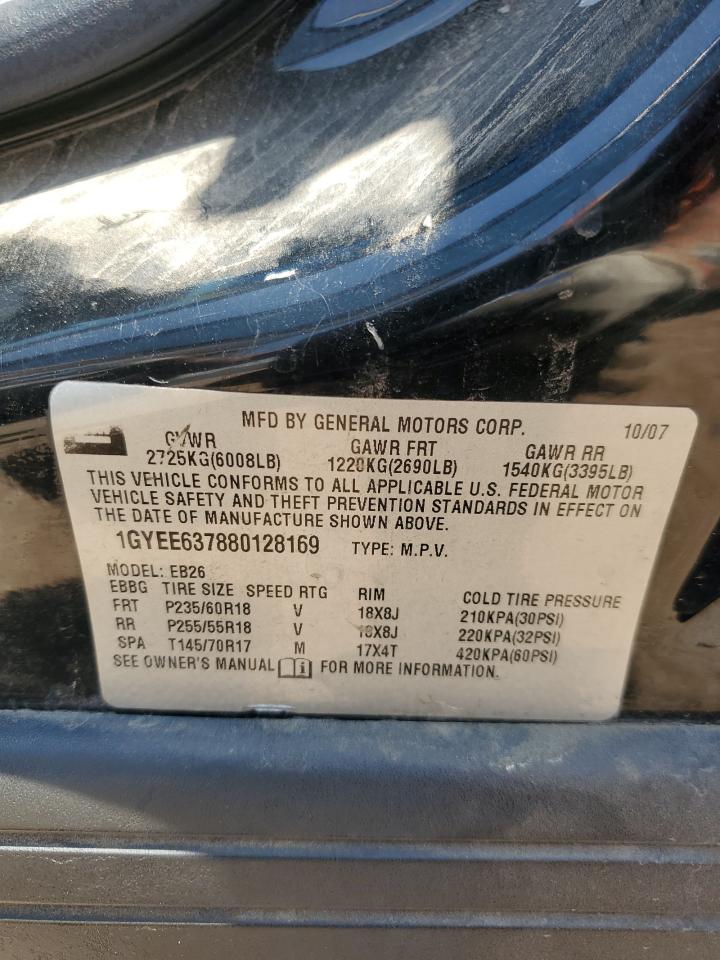 MFD BY GENERAL MOTORS CORP. 10/07
GVWR GAWR FRT GAWR RR
2725KG(6008LB) 1220KG(2690LB) 1540KG(3395LB)
THIS VEHICLE CONFORMS TO ALL APPLICABLE U.S. FEDERAL MOTOR
VEHICLE SAFETY AND THEFT PREVENTION STANDARDS IN EFFECT ON
THE DATE OF MANUFACTURE SHOWN ABOVE.
1GYEE637880128169 TYPE: M.P.V.
MODEL: EB26
EBBG TIRE SIZE SPEED RTG RIM COLD TIRE PRESSURE
FRT P235/60R18 V 18X8J 210KPA(30PSI)
RR P255/55R18 V 18X8J 220KPA(32PSI)
SPA T145/70R17 M 17X4T 420KPA(60PSI)
SEE OWNER'S MANUAL i FOR MORE INFORMATION.